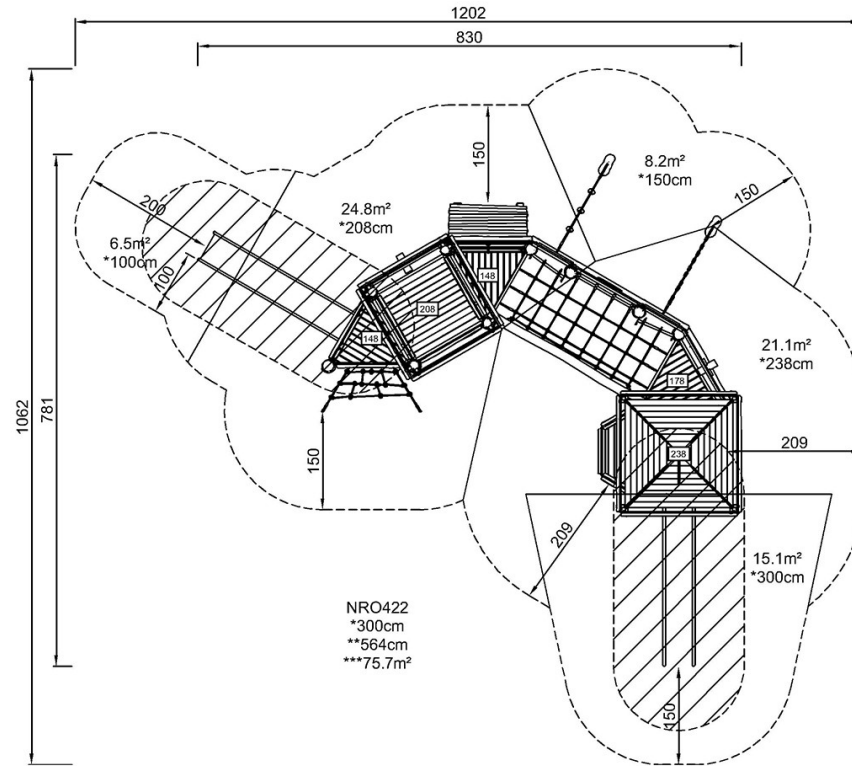 1202
830
1062
781
200
6.5m²
*100cm
100
24.8m²
*208cm
150
8.2m²
*150cm
150
148
208
148
178
238
21.1m²
*238cm
209
150
209
15.1m²
*300cm
150
NRO422
*300cm
**564cm
***75.7m²